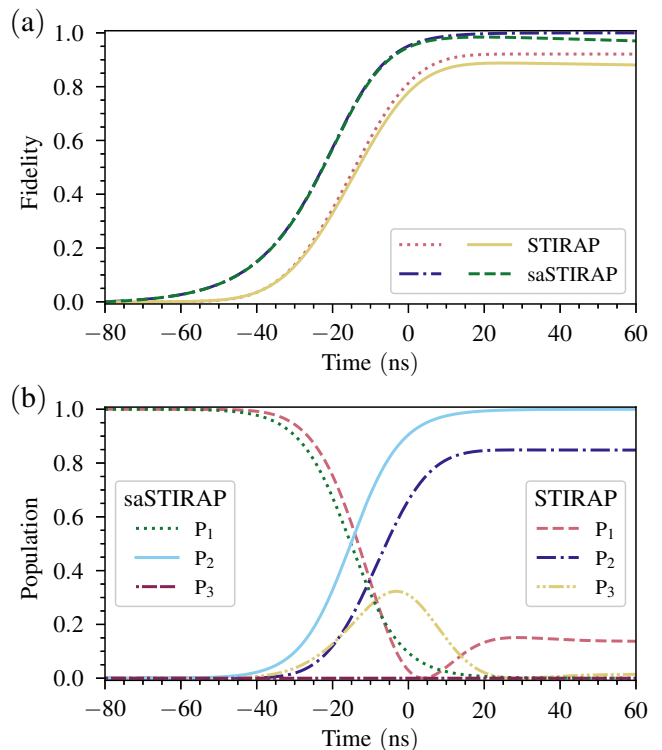 (a)
1.0
0.8
0.6
0.4
0.2
0.0
Fidelity
STIRAP
saSTIRAP
−80 −60 −40 −20 0 20 40 60
Time (ns)
(b)
1.0
0.8
0.6
0.4
0.2
0.0
Population
saSTIRAP
P₁
P₂
P₃
STIRAP
P₁
P₂
P₃
−80 −60 −40 −20 0 20 40 60
Time (ns)